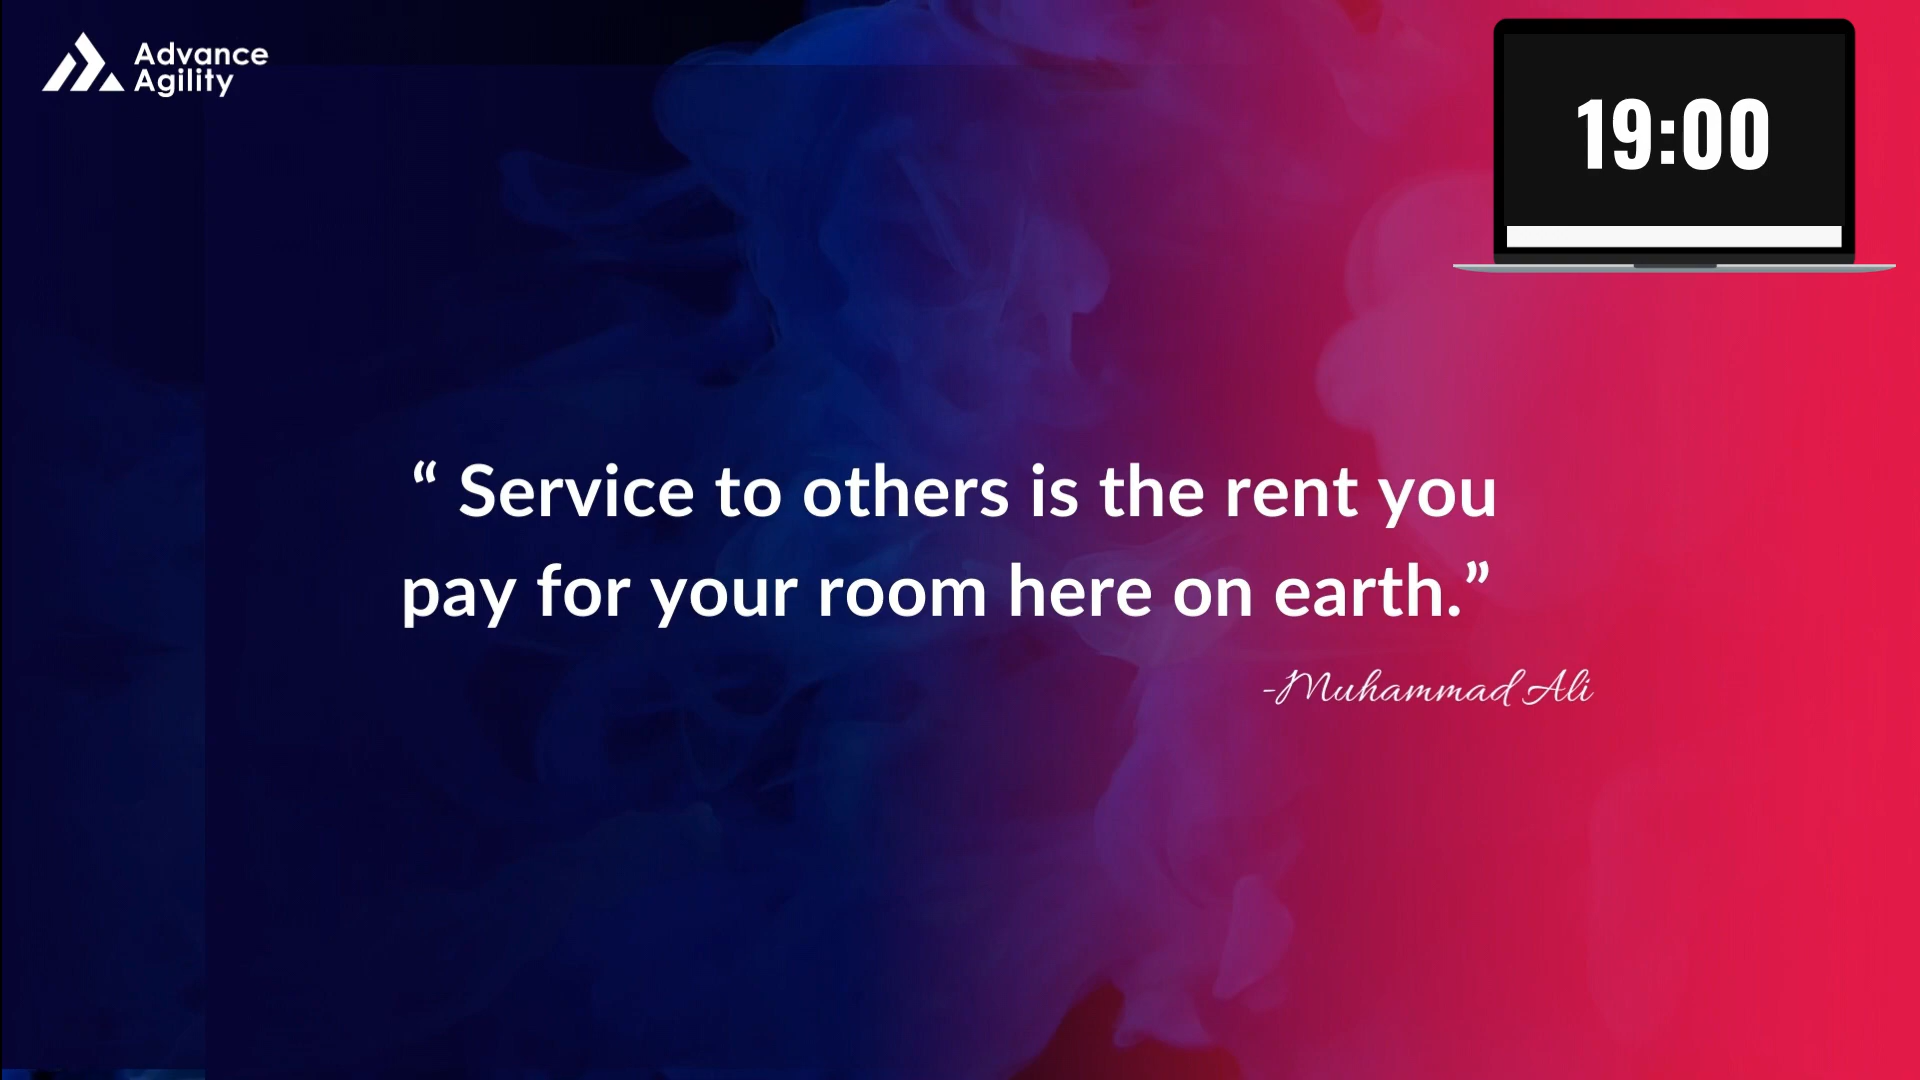 Advance
Agility
19:00
“ Service to others is the rent you
pay for your room here on earth.”
-Muhammad Ali